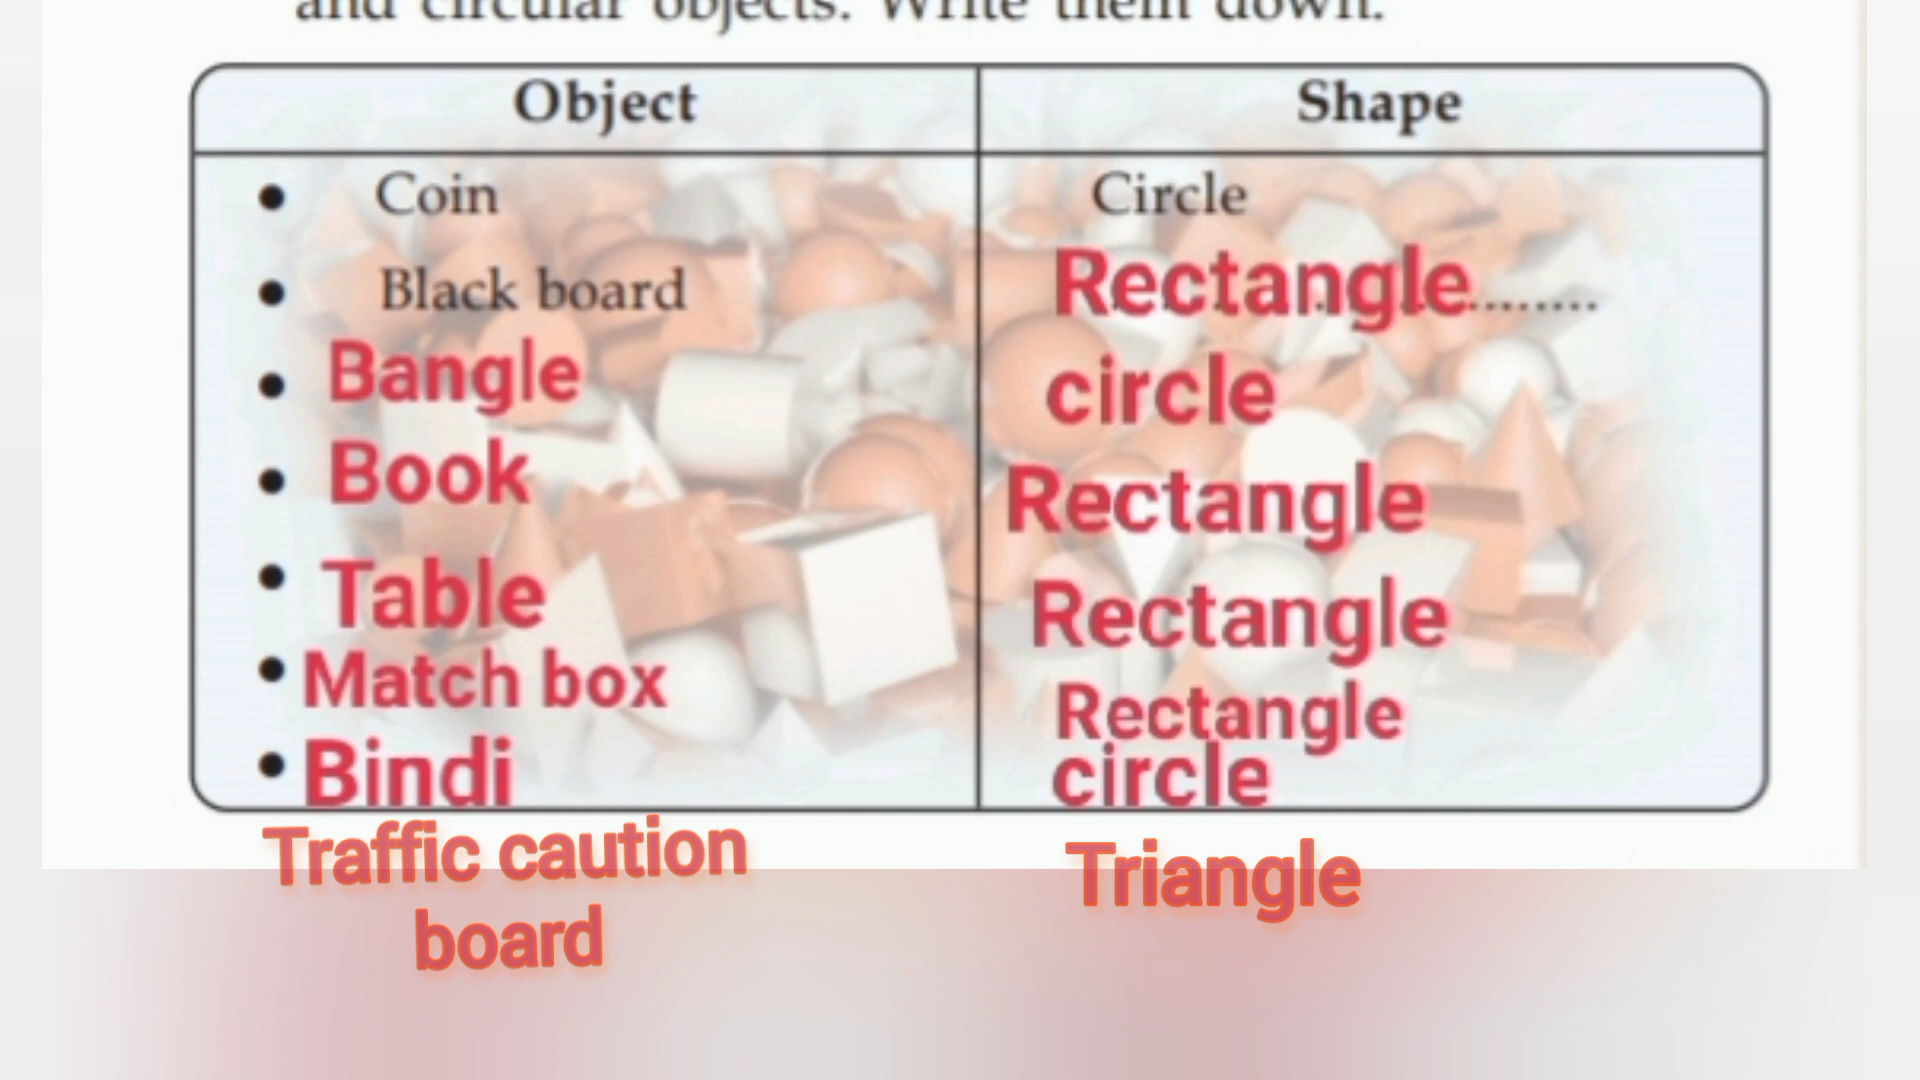 and circular objects. Write them down.
Object Shape
• Coin Circle
• Black board Rectangle........
• Bangle circle
• Book Rectangle
• Table Rectangle
• Match box Rectangle
• Bindi circle
Traffic caution Triangle
board